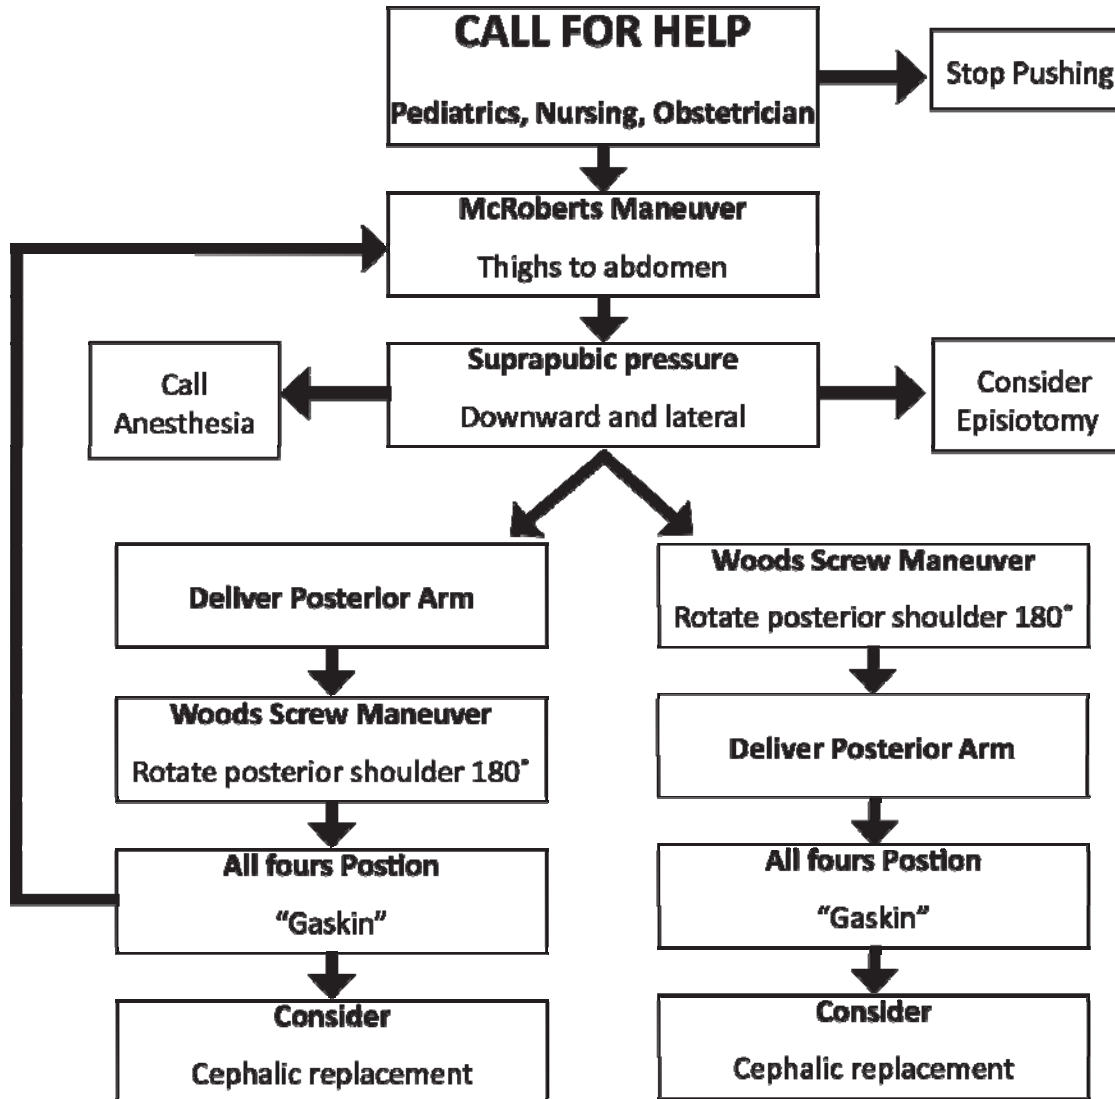 CALL FOR HELP
Pediatrics, Nursing, Obstetrician
Stop Pushing
McRoberts Maneuver
Thighs to abdomen
Suprapubic pressure
Downward and lateral
Call
Anesthesia
Consider
Episiotomy
Deliver Posterior Arm
Woods Screw Maneuver
Rotate posterior shoulder 180˚
All fours Postion
“Gaskin”
Consider
Cephalic replacement
Woods Screw Maneuver
Rotate posterior shoulder 180˚
Deliver Posterior Arm
All fours Postion
“Gaskin”
Consider
Cephalic replacement